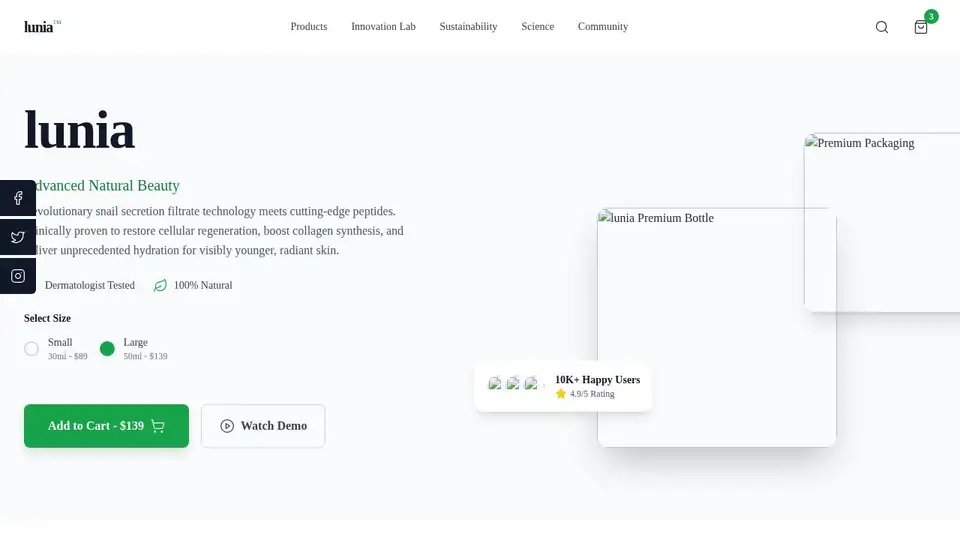 lunia™
Products
Innovation Lab
Sustainability
Science
Community
3
lunia
dvanced Natural Beauty
evolutionary snail secretion filtrate technology meets cutting-edge peptides.
inically proven to restore cellular regeneration, boost collagen synthesis, and
liver unprecedented hydration for visibly younger, radiant skin.
Dermatologist Tested
100% Natural
Select Size
Small
30ml - $89
Large
50ml - $139
Add to Cart - $139
Watch Demo
Premium Packaging
lunia Premium Bottle
10K+ Happy Users
4.9/5 Rating